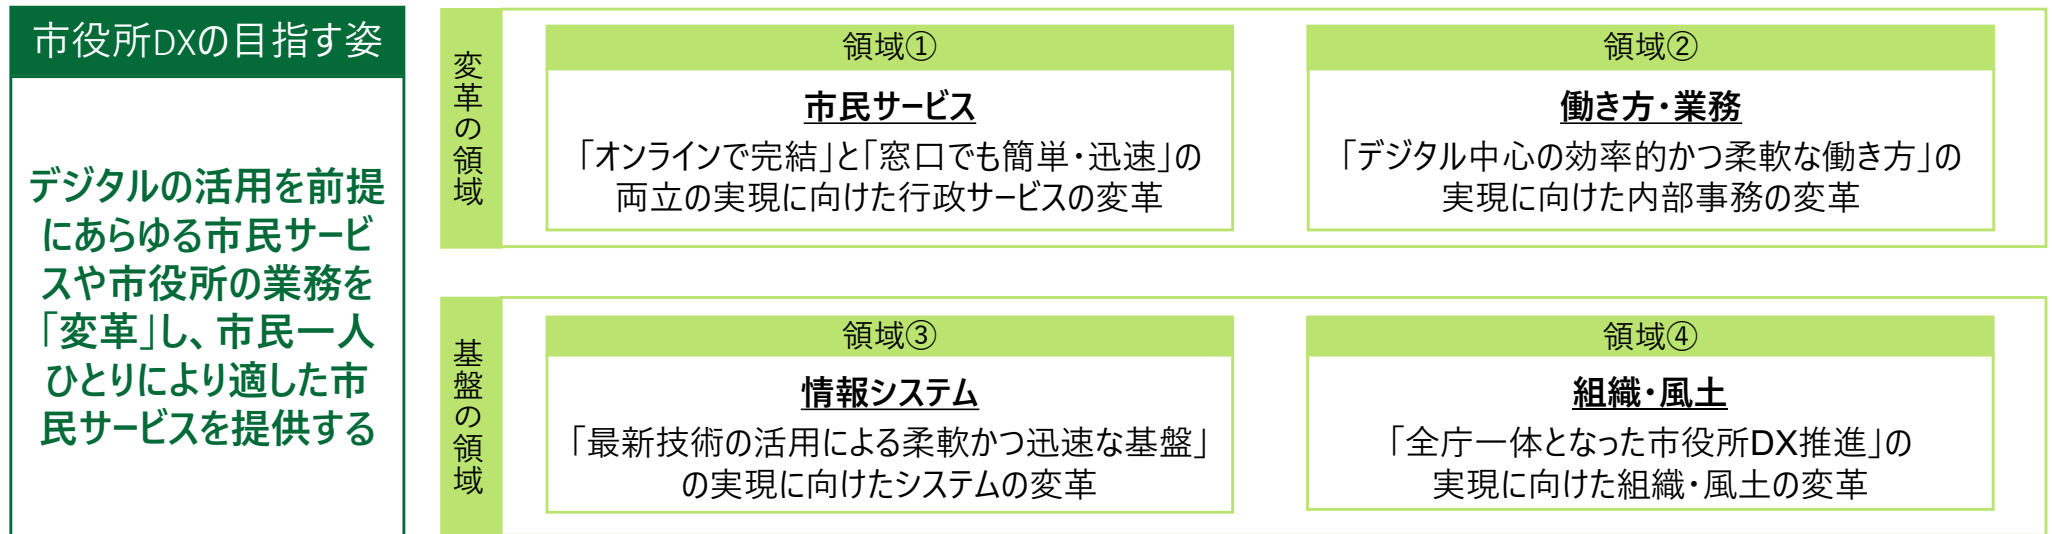 市役所DXの目指す姿
デジタルの活用を前提
にあらゆる市民サービ
スや市役所の業務を
「変革」し、市民一人
ひとりにより適した市
民サービスを提供する
変革の領域
領域①
市民サービス
「オンラインで完結」と「窓口でも簡単・迅速」の
両立の実現に向けた行政サービスの変革
領域②
働き方・業務
「デジタル中心の効率的かつ柔軟な働き方」の
実現に向けた内部事務の変革
基盤の領域
領域③
情報システム
「最新技術の活用による柔軟かつ迅速な基盤」
の実現に向けたシステムの変革
領域④
組織・風土
「全庁一体となった市役所DX推進」の
実現に向けた組織・風土の変革